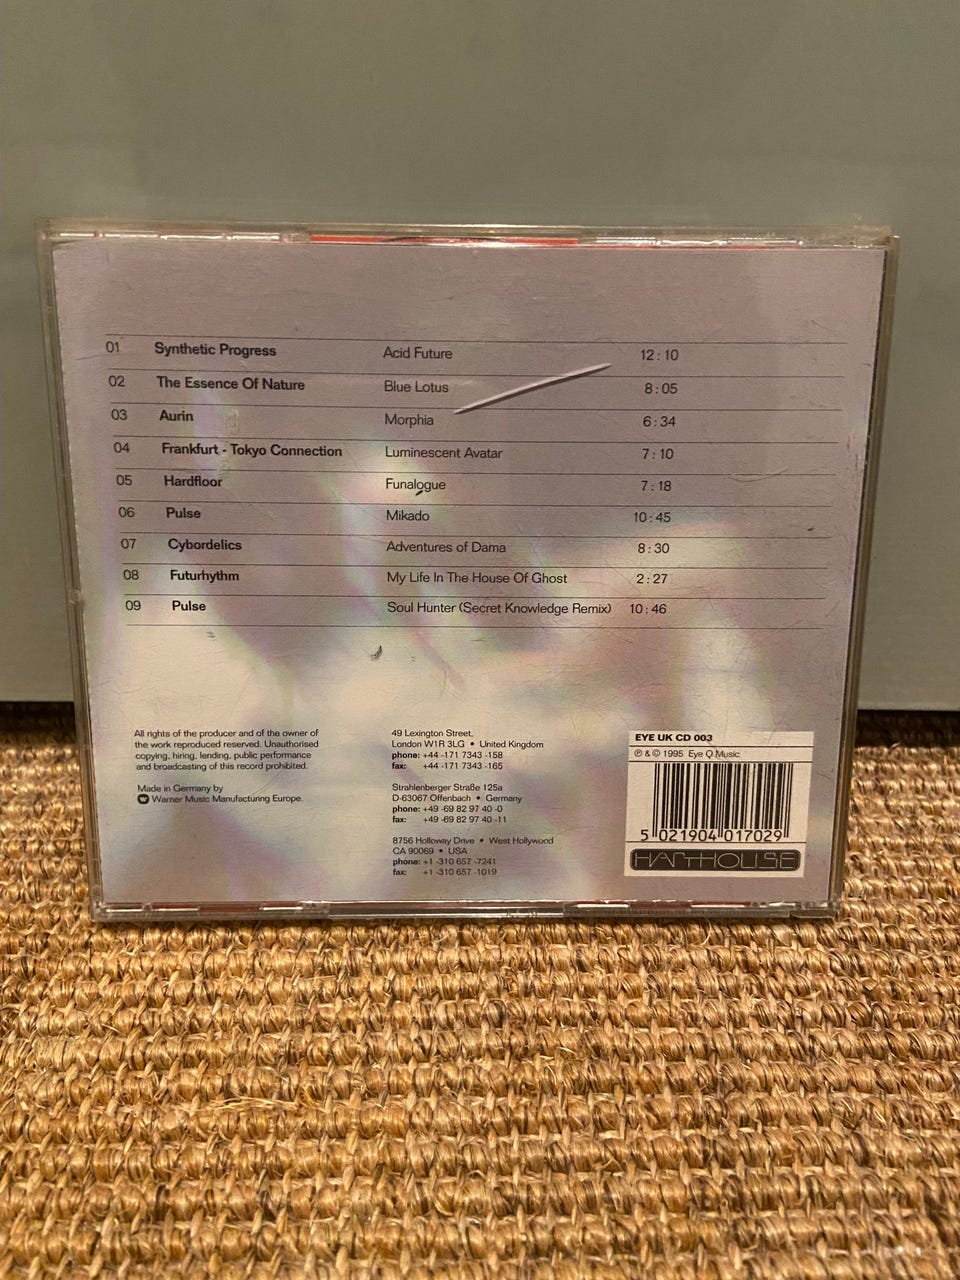 01 Synthetic Progress Acid Future 12:10
02 The Essence Of Nature Blue Lotus 8:05
03 Aurin Morphia 6:34
04 Frankfurt - Tokyo Connection Luminescent Avatar 7:10
05 Hardfloor Funalogue 7:18
06 Pulse Mikado 10:45
07 Cybordelics Adventures of Dama 8:30
08 Futurhythm My Life In The House Of Ghost 2:27
09 Pulse Soul Hunter (Secret Knowledge Remix) 10:46
All rights of the producer and of the owner of
the work reproduced reserved. Unauthorised
copying, hiring, lending, public performance
and broadcasting of this record prohibited.
Made in Germany by
Warner Music Manufacturing Europe.
49 Lexington Street,
London W1R 3LG • United Kingdom
phone: +44 -171 7343 -158
fax: +44 -171 7343 -165
Strahlenberger Straße 125a
D-63067 Offenbach • Germany
phone: +49 -69 82 97 40 -0
fax: +49 -69 82 97 40 -11
8756 Holloway Drive • West Hollywood
CA 90069 • USA
phone: +1 -310 657 -7241
fax: +1 -310 657 -1019
EYE UK CD 003
℗ & © 1995 Eye Q Music
5 021904 017029
HARTHOUSE